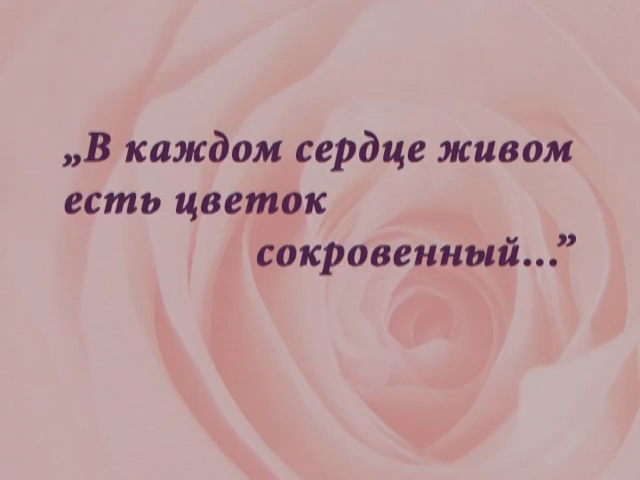 „В каждом сердце живом
есть цветок
сокровенный...”